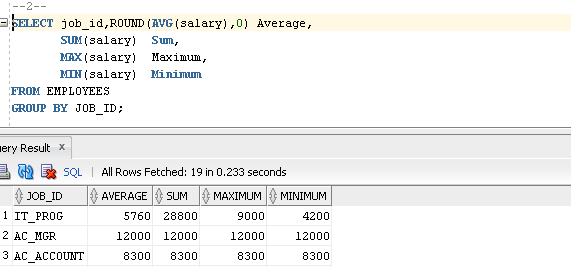 --2--
SELECT job_id,ROUND(AVG(salary),0) Average,
SUM(salary) Sum,
MAX(salary) Maximum,
MIN(salary) Minimum
FROM EMPLOYEES
GROUP BY JOB_ID;
uery Result x
SQL | All Rows Fetched: 19 in 0.233 seconds
JOB_ID AVERAGE SUM MAXIMUM MINIMUM
1 IT_PROG 5760 28800 9000 4200
2 AC_MGR 12000 12000 12000 12000
3 AC_ACCOUNT 8300 8300 8300 8300